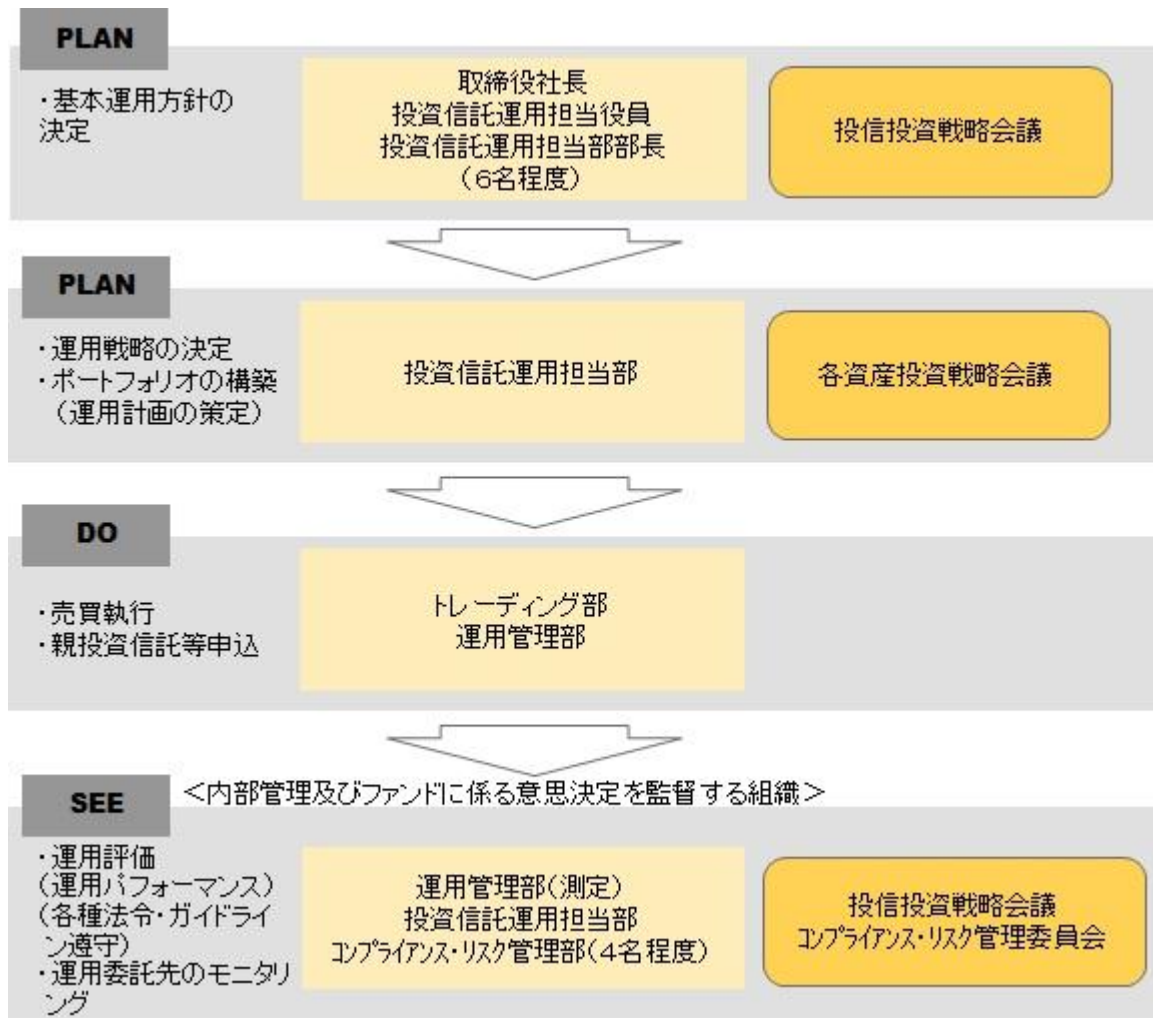 PLAN
・基本運用方針の
決定
取締役社長
投資信託運用担当役員
投資信託運用担当部部長
（6名程度）
投信投資戦略会議
PLAN
・運用戦略の決定
・ポートフォリオの構築
（運用計画の策定）
投資信託運用担当部
各資産投資戦略会議
DO
・売買執行
・親投資信託等申込
トレーディング部
運用管理部
SEE
＜内部管理及びファンドに係る意思決定を監督する組織＞
・運用評価
（運用パフォーマンス）
（各種法令・ガイドライ
ン遵守）
・運用委託先のモニタリ
ング
運用管理部（測定）
投資信託運用担当部
ｺﾝﾌﾟﾗｲｱﾝｽ・ﾘｽｸ管理部（4名程度）
投信投資戦略会議
ｺﾝﾌﾟﾗｲｱﾝｽ・ﾘｽｸ管理委員会